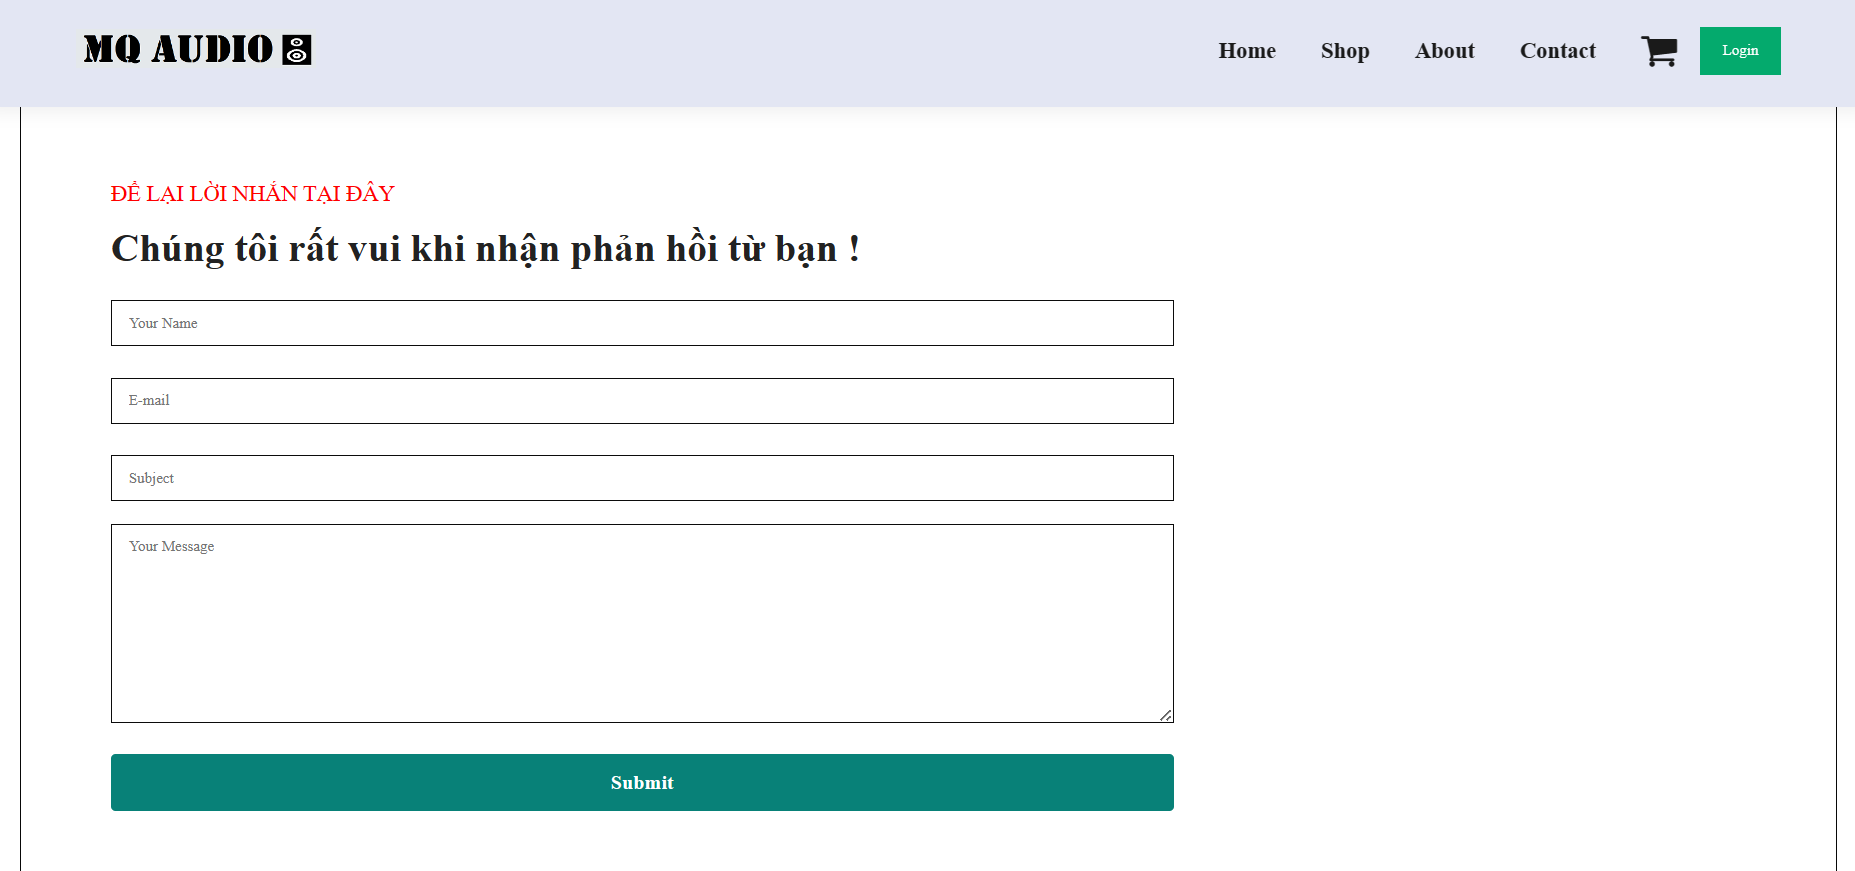 MQ AUDIO
Home Shop About Contact Login
ĐỂ LẠI LỜI NHẮN TẠI ĐÂY
Chúng tôi rất vui khi nhận phản hồi từ bạn !
Your Name
E-mail
Subject
Your Message
Submit